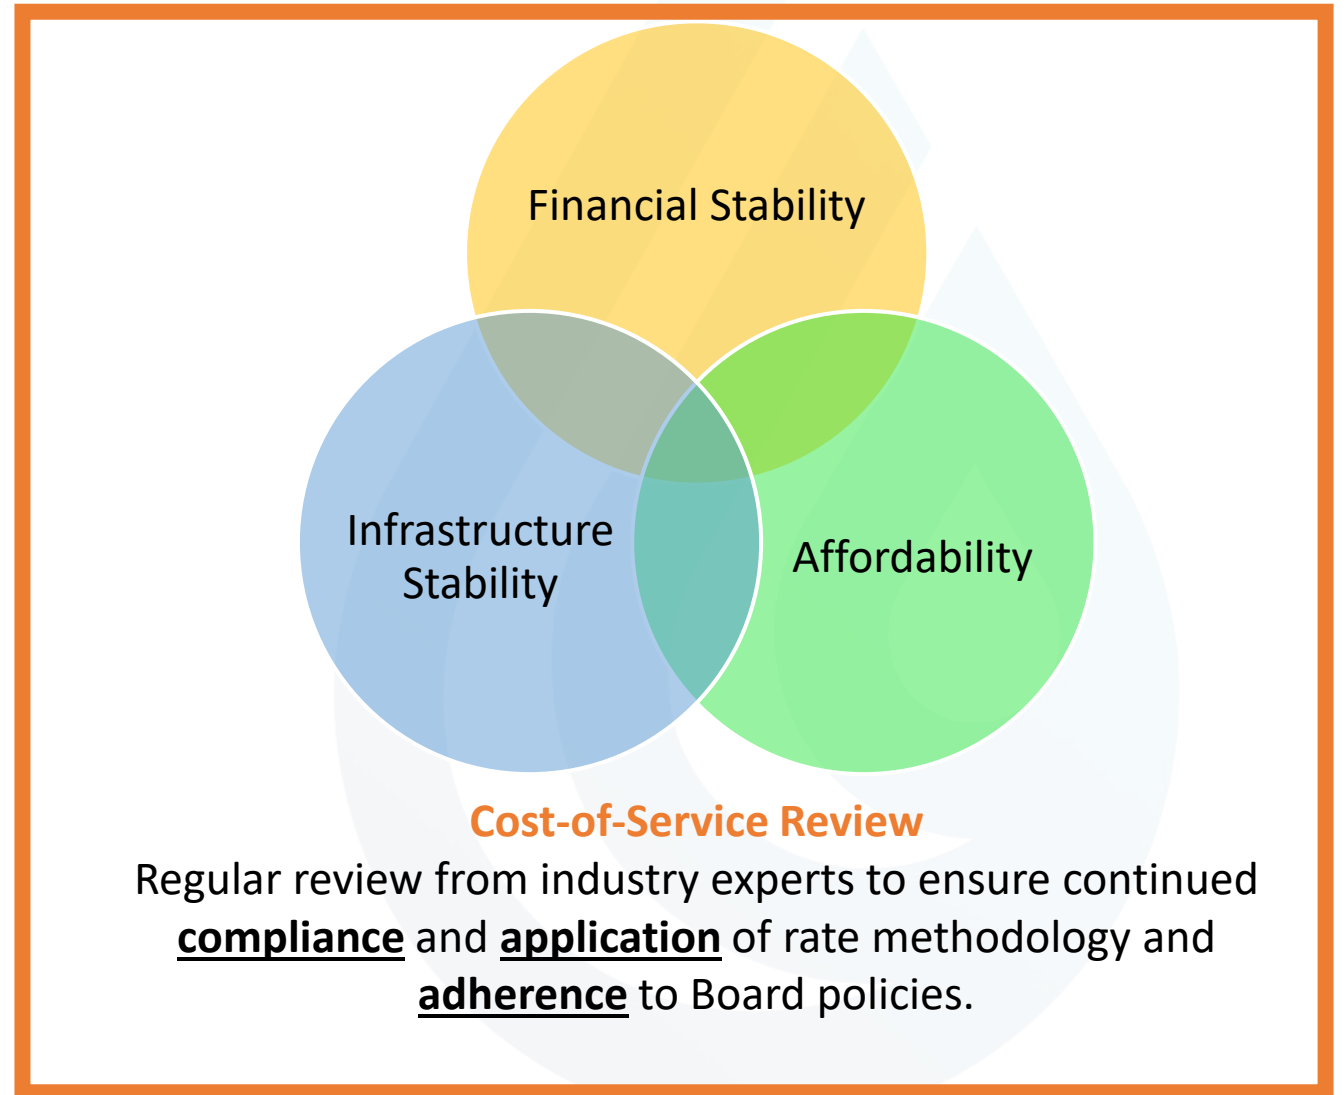 Financial Stability
Infrastructure
Stability
Affordability
Cost-of-Service Review
Regular review from industry experts to ensure continued
compliance and application of rate methodology and
adherence to Board policies.